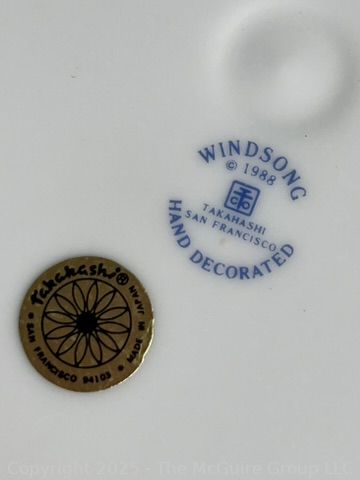 WINDSONG
© 1988
TAKAHASHI
SAN FRANCISCO
HAND DECORATED
Takahashi®
SAN FRANCISCO 94103 • MADE IN JAPAN •
Copyright 2025 - The McGuire Group LLC